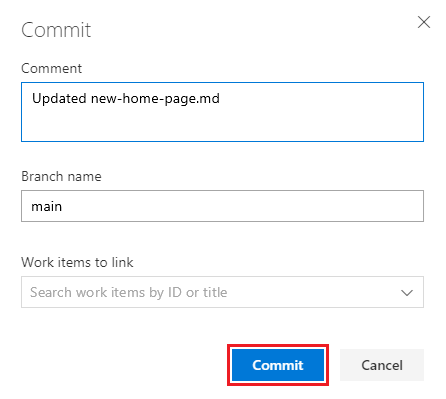 Commit
Comment
Updated new-home-page.md
Branch name
main
Work items to link
Search work items by ID or title
Commit
Cancel